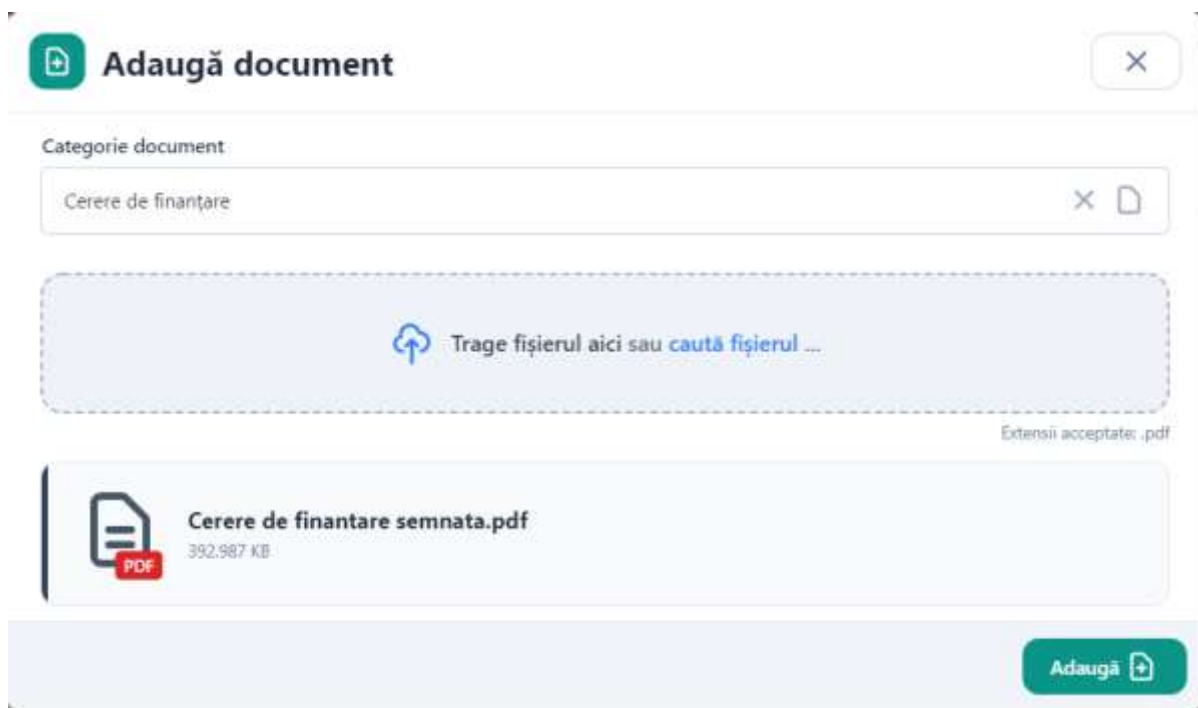 Adaugă document
Categorie document
Cerere de finanțare
Trage fișierul aici sau caută fișierul ...
Extensii acceptate: .pdf
Cerere de finantare semnata.pdf
392.987 KB
PDF
Adaugă